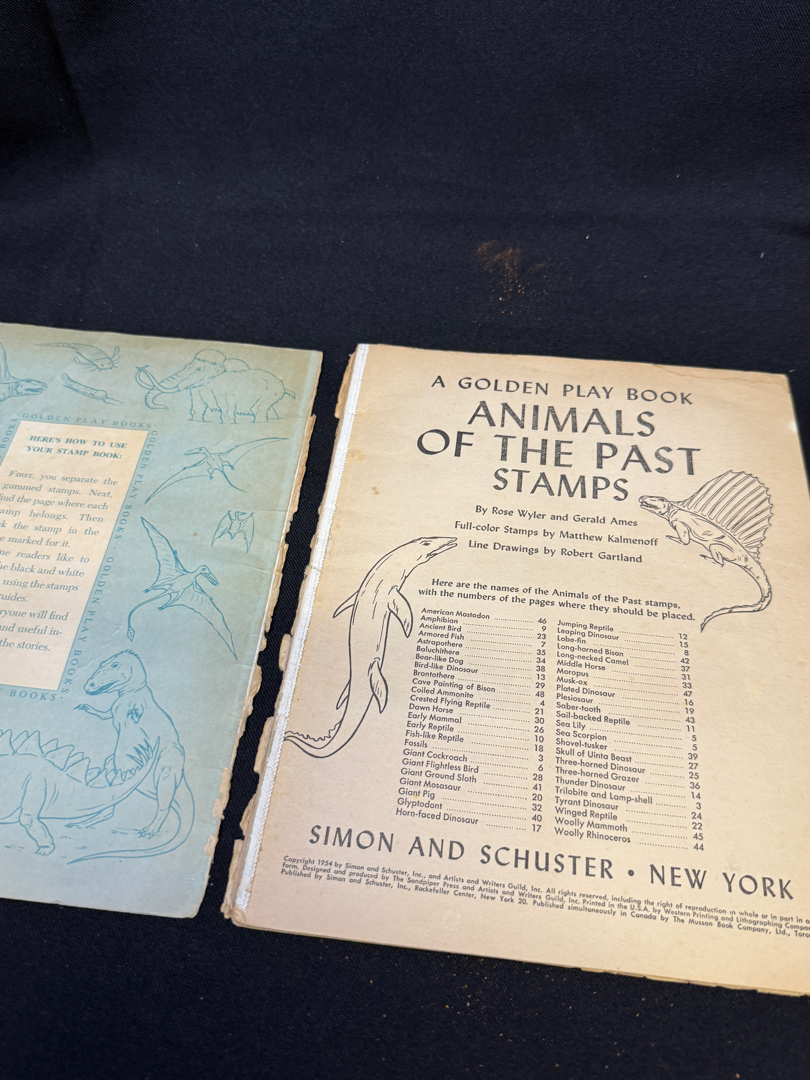 GOLDEN PLAY BOOKS
GOLDEN PLAY BOOKS
GOLDEN PLAY BOOKS
BOOKS
HERE'S HOW TO USE
YOUR STAMP BOOK:
FIRST, you separate the
gummed stamps. Next,
find the page where each
belongs. Then
the stamp in the
marked for it.
readers like to
black and white
using the stamps
will find
and useful in-
the stories.
A GOLDEN PLAY BOOK
ANIMALS
OF THE PAST
STAMPS
By Rose Wyler and Gerald Ames
Full-color Stamps by Matthew Kalmenoff
Line Drawings by Robert Gartland
Here are the names of the Animals of the Past stamps,
with the numbers of the pages where they should be placed.
American Mastodon 46
Amphibian 9
Ancient Bird 23
Armored Fish 7
Astrapothere 35
Baluchithere 34
Bear-like Dog 38
Bird-like Dinosaur 13
Brontothere 29
Cave Painting of Bison 48
Coiled Ammonite 4
Crested Flying Reptile 21
Dawn Horse 30
Early Mammal 26
Early Reptile 10
Fish-like Reptile 18
Fossils 3
Giant Cockroach 6
Giant Flightless Bird 28
Giant Ground Sloth 41
Giant Mosasaur 20
Giant Pig 32
Glyptodont 40
Horn-faced Dinosaur 17
Jumping Reptile 12
Leaping Dinosaur 15
Lobe-fin 8
Long-horned Bison 42
Long-necked Camel 37
Middle Horse 31
Moropus 33
Musk-ox 47
Plated Dinosaur 16
Plesiosaur 19
Saber-tooth 43
Sail-backed Reptile 11
Sea Lily 5
Sea Scorpion 5
Shovel-tusker 39
Skull of Uinta Beast 27
Three-horned Dinosaur 25
Three-horned Grazer 36
Thunder Dinosaur 14
Trilobite and Lamp-shell 3
Tyrant Dinosaur 24
Winged Reptile 22
Woolly Mammoth 45
Woolly Rhinoceros 44
SIMON AND SCHUSTER • NEW YORK
Copyright 1954 by Simon and Schuster, Inc., and Artists and Writers Guild, Inc. All rights reserved, including the right of reproduction in whole or in part in
form. Designed and produced by The Sandpiper Press and Artists and Writers Guild, Inc. Printed in the U.S.A. by Western Printing and Lithographing
Published by Simon and Schuster, Inc., Rockefeller Center, New York 20. Published simultaneously in Canada by The Musson Book Company, Ltd.,